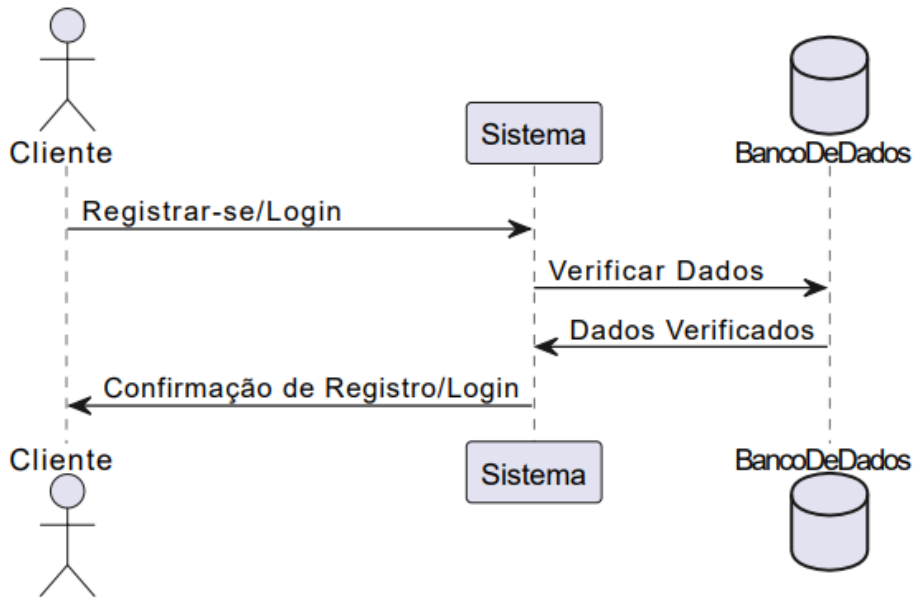 Cliente
Sistema
BancoDeDados
Registrar-se/Login
Verificar Dados
Dados Verificados
Confirmação de Registro/Login
Cliente
Sistema
BancoDeDados